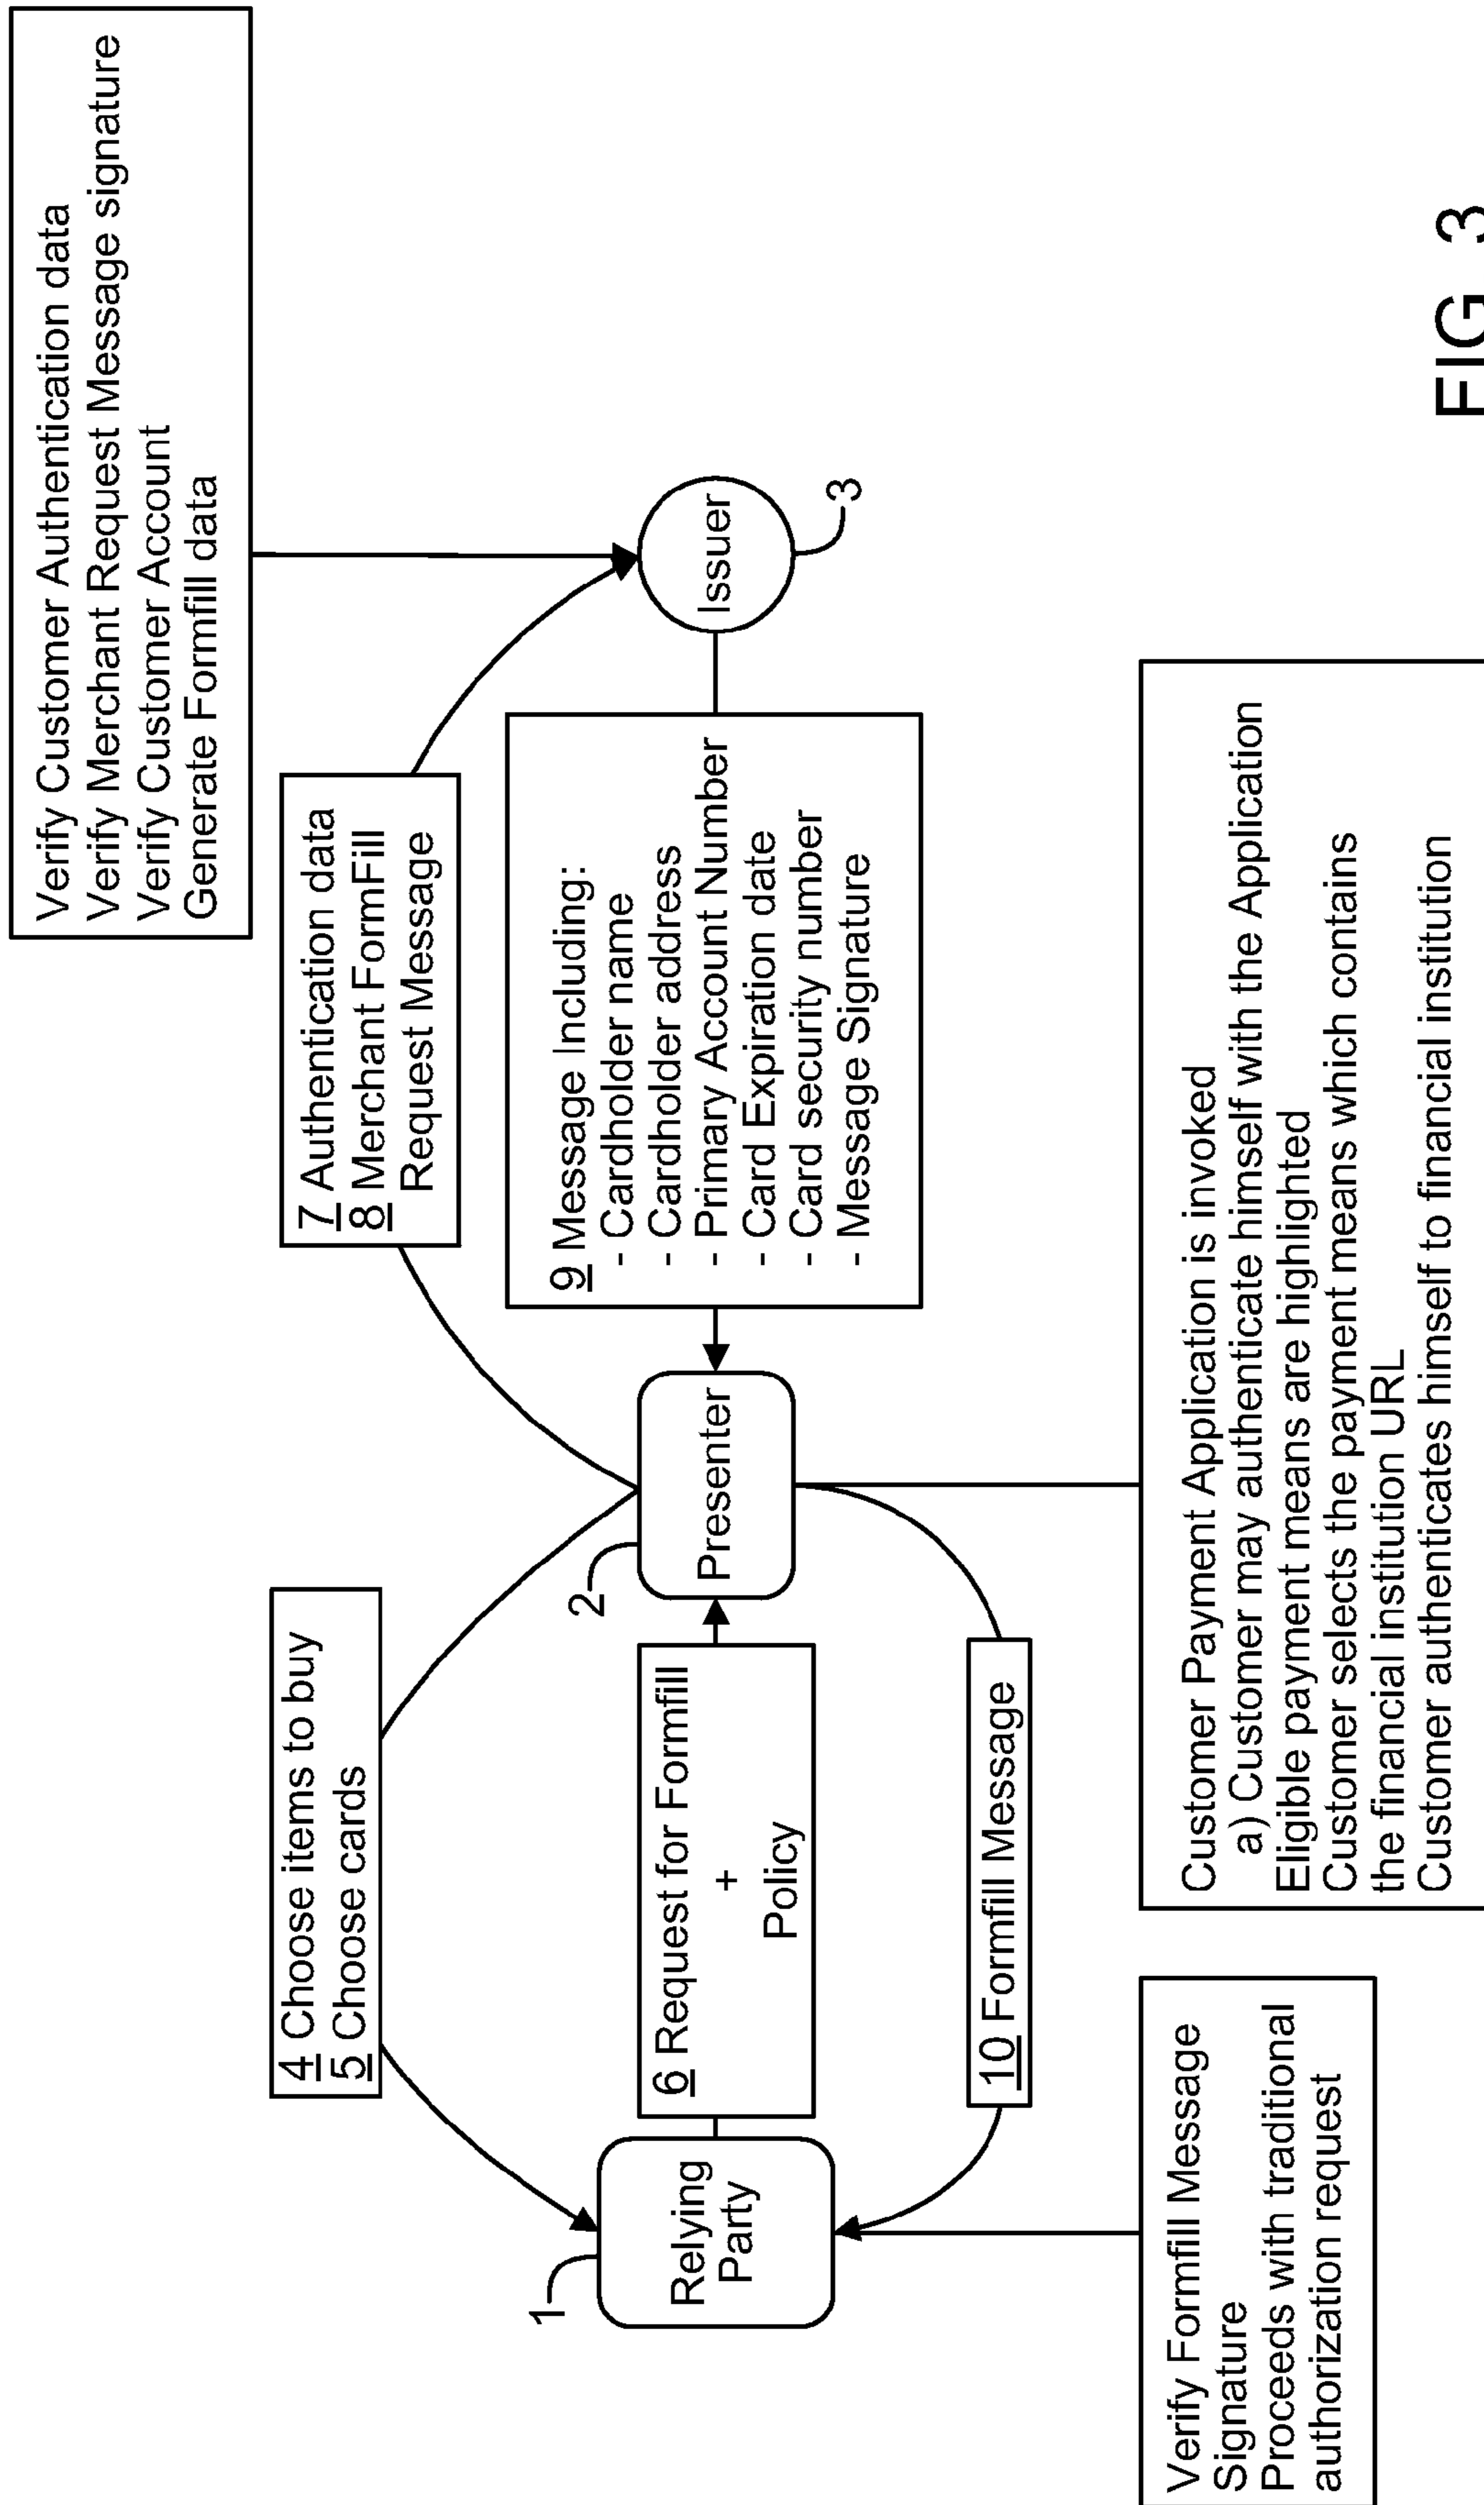 Verify Customer Authentication data
Verify Merchant Request Message signature
Verify Customer Account
Generate Formfill data
4 Choose items to buy
5 Choose cards
7 Authentication data
8 Merchant FormFill
Request Message
1
Relying
Party
6 Request for Formfill
+
Policy
2
Presenter
9 Message Including:
- Cardholder name
- Cardholder address
- Primary Account Number
- Card Expiration date
- Card security number
- Message Signature
Issuer
3
10 Formfill Message
Verify Formfill Message
Signature
Proceeds with traditional
authorization request
Customer Payment Application is invoked
a) Customer may authenticate himself with the Application
Eligible payment means are highlighted
Customer selects the payment means which contains
the financial institution URL
Customer authenticates himself to financial institution
FIG 3